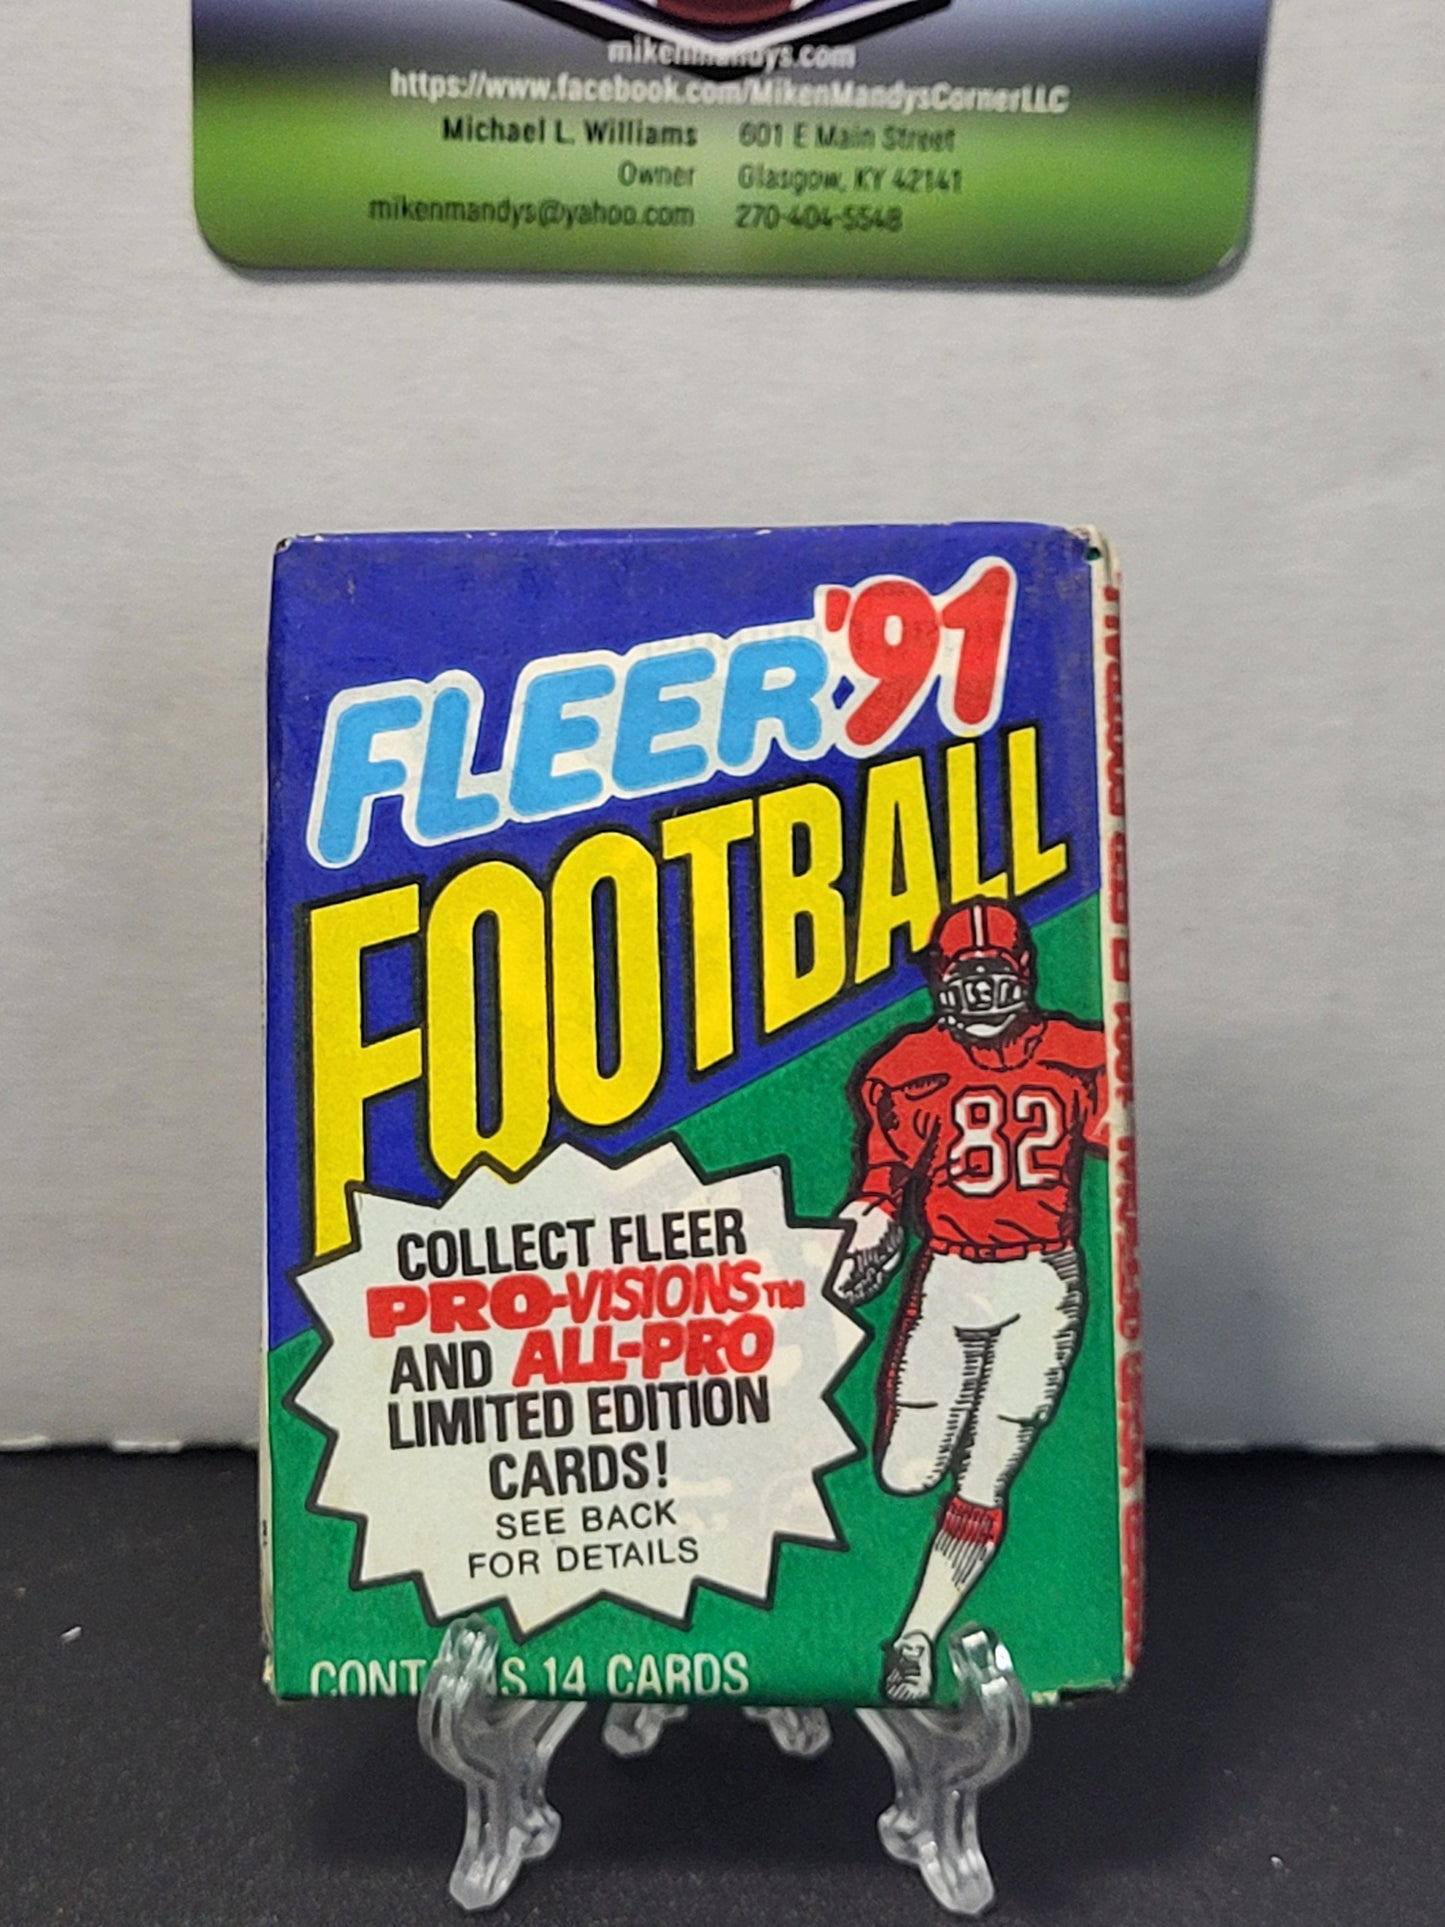 mikenmandys.com
https://www.facebook.com/MikenMandysCornerLLC
Michael L. Williams 601 E Main Street
Owner Glasgow, KY 42141
mikenmandys@yahoo.com 270-404-5548
FLEER '91
FOOTBALL
82
COLLECT FLEER
PRO-VISIONS™
AND ALL-PRO
LIMITED EDITION
CARDS!
SEE BACK
FOR DETAILS
14 CARDS